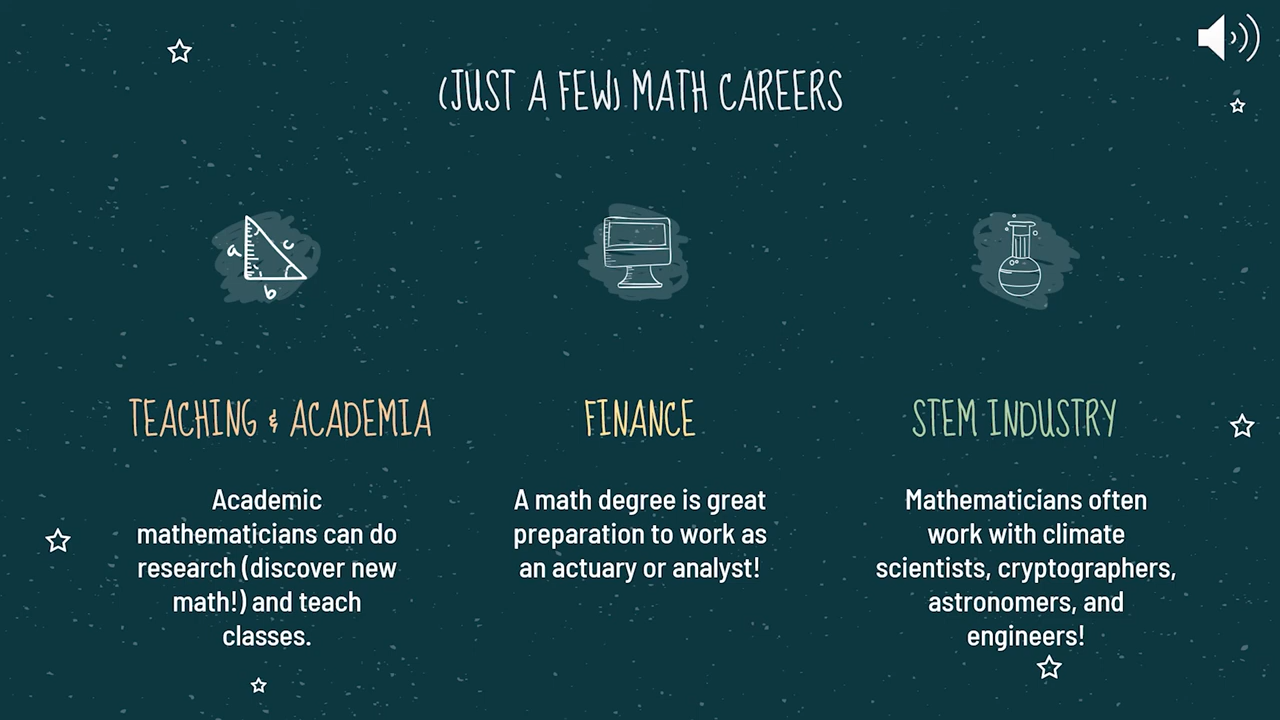 (JUST A FEW) MATH CAREERS
a
c
b
TEACHING & ACADEMIA
Academic
mathematicians can do
research (discover new
math!) and teach
classes.
FINANCE
A math degree is great
preparation to work as
an actuary or analyst!
STEM INDUSTRY
Mathematicians often
work with climate
scientists, cryptographers,
astronomers, and
engineers!